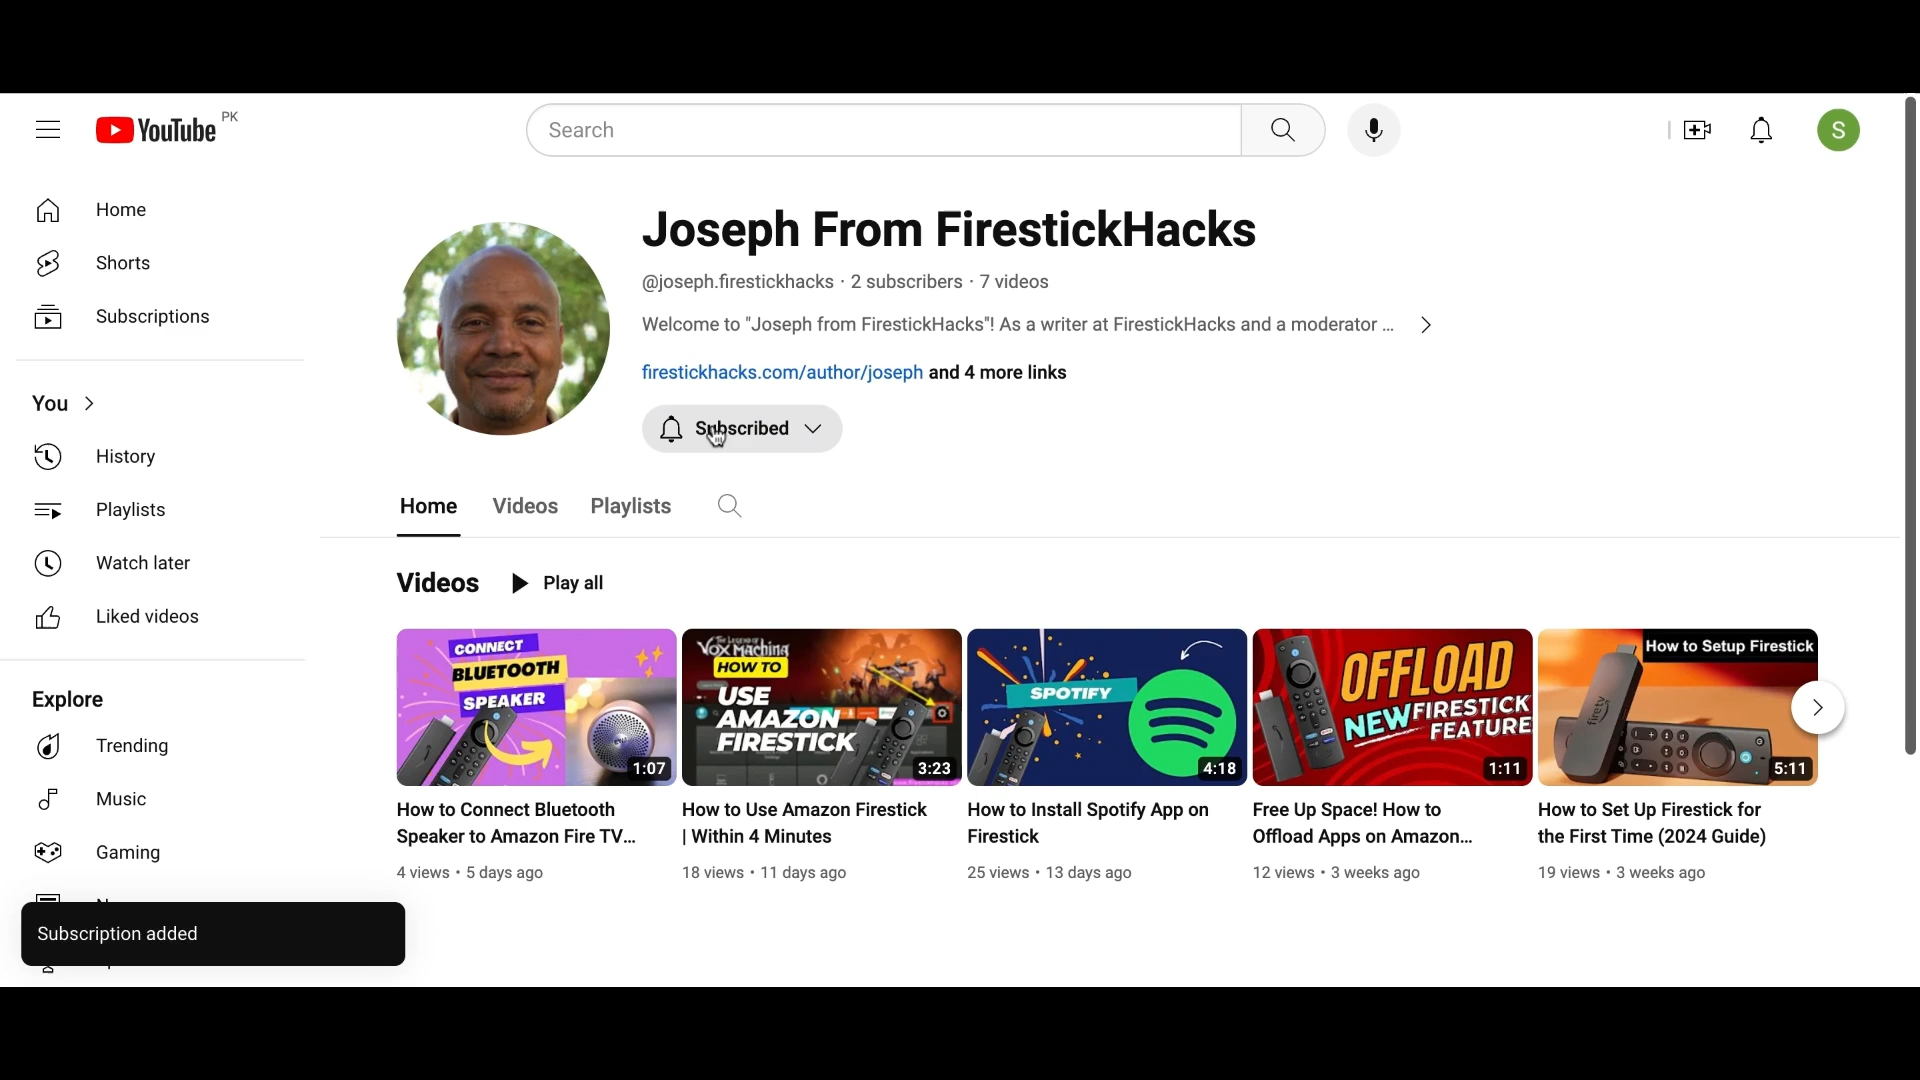 YouTube PK
Search
S
Home
Shorts
Subscriptions
You
History
Playlists
Watch later
Liked videos
Explore
Trending
Music
Gaming
Subscription added
Joseph From FirestickHacks
@joseph.firestickhacks · 2 subscribers · 7 videos
Welcome to "Joseph from FirestickHacks"! As a writer at FirestickHacks and a moderator ...
firestickhacks.com/author/joseph and 4 more links
Subscribed
Home Videos Playlists
Videos Play all
CONNECT
BLUETOOTH
SPEAKER
1:07
How to Connect Bluetooth
Speaker to Amazon Fire TV...
4 views • 5 days ago
THE LEGEND OF
VOX MACHINA
HOW TO
USE
AMAZON
FIRESTICK
3:23
How to Use Amazon Firestick
| Within 4 Minutes
18 views • 11 days ago
SPOTIFY
4:18
How to Install Spotify App on
Firestick
25 views • 13 days ago
OFFLOAD
NEW FIRESTICK
FEATURE
1:11
Free Up Space! How to
Offload Apps on Amazon...
12 views • 3 weeks ago
How to Setup Firestick
firetv
5:11
How to Set Up Firestick for
the First Time (2024 Guide)
19 views • 3 weeks ago